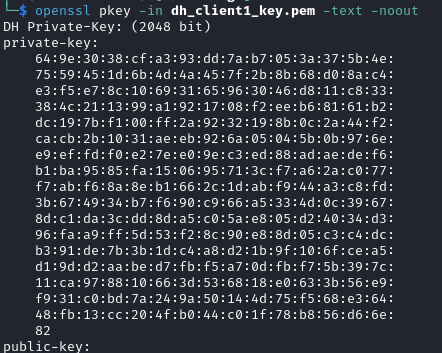 └─$ openssl pkey -in dh_client1_key.pem -text -noout
DH Private-Key: (2048 bit)
private-key:
64:9e:30:38:cf:a3:93:dd:7a:b7:05:3a:37:5b:4e:
75:59:45:1d:6b:4d:4a:45:7f:2b:8b:68:d0:8a:c4:
e3:f5:e7:8c:10:69:31:65:96:30:46:d8:11:c8:33:
38:4c:21:13:99:a1:92:17:08:f2:ee:b6:81:61:b2:
dc:19:7b:f1:00:ff:2a:92:32:19:8b:0c:2a:44:f2:
ca:cb:2b:10:31:ae:eb:92:6a:05:04:5b:0b:97:6e:
e9:ef:fd:f0:e2:7e:e0:9e:c3:ed:88:ad:ae:de:f6:
b1:ba:95:85:fa:15:06:95:71:3c:f7:a6:2a:c0:77:
f7:ab:f6:8a:8e:b1:66:2c:1d:ab:f9:44:a3:c8:fd:
3b:67:49:34:b7:f6:90:c9:66:a5:33:4d:0c:39:67:
8d:c1:da:3c:dd:8d:a5:c0:5a:e8:05:d2:40:34:d3:
96:fa:a9:ff:5d:53:f2:8c:90:e8:8d:05:c3:c4:dc:
b3:91:de:7b:3b:1d:c4:a8:d2:1b:9f:10:6f:ce:a5:
d1:9d:d2:aa:be:d7:fb:f5:a7:0d:bd:f7:5b:39:7c:
11:ca:97:88:10:66:3d:53:68:18:e0:63:3b:56:e9:
f9:31:c0:bd:7a:24:9a:50:14:4d:75:f5:68:e3:64:
48:fb:13:cc:20:4f:b0:44:c0:1f:78:b8:56:d6:6e:
82
public-key: